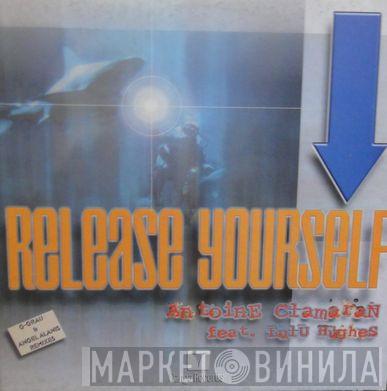 Release yourself
Antoine Clamaran
feat. Lulu Hughes
G-GRAU
&
ANGEL ALANIS
REMIXES
МАРКЕТ ВИНИЛА